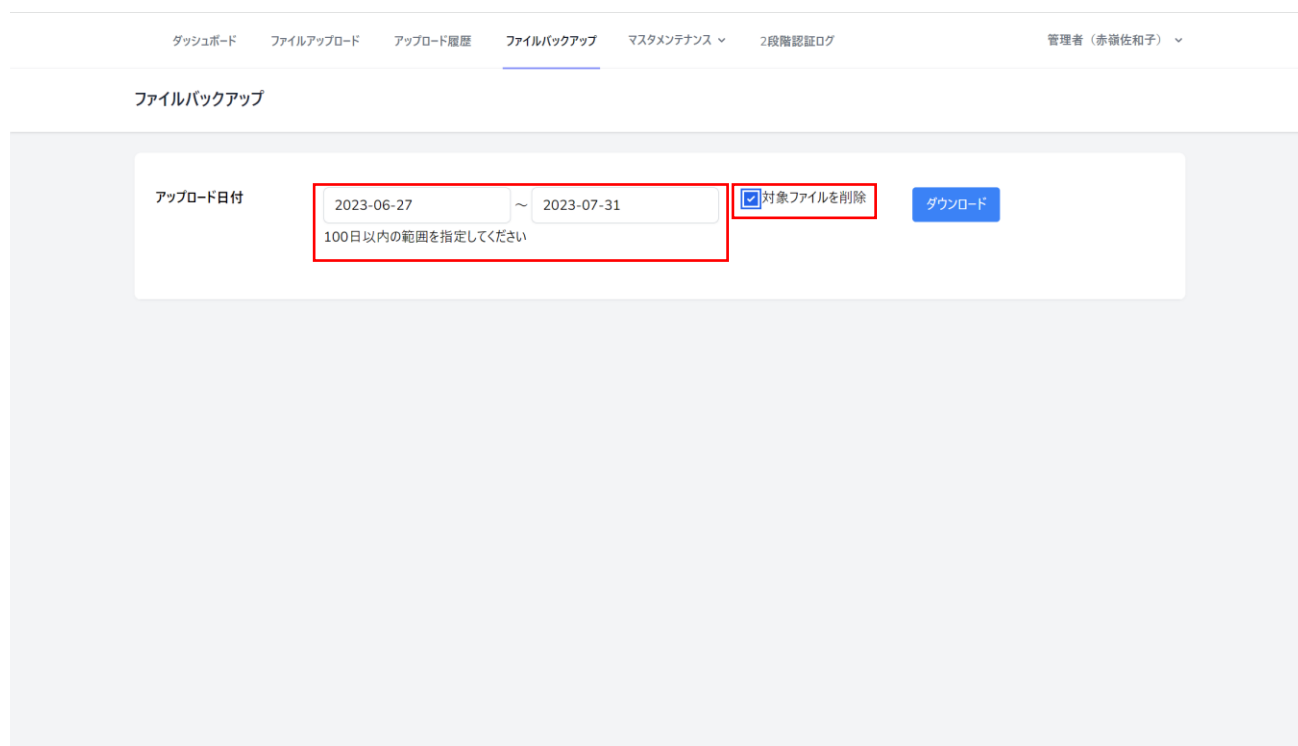 ダッシュボード ファイルアップロード アップロード履歴 ファイルバックアップ マスタメンテナンス 2段階認証ログ 管理者（赤嶺佐和子）
ファイルバックアップ
アップロード日付 2023-06-27 ～ 2023-07-31 対象ファイルを削除 ダウンロード
100日以内の範囲を指定してください